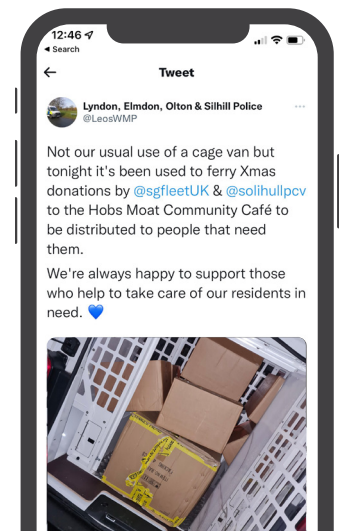 12:46
◀ Search
Tweet
Lyndon, Elmdon, Olton & Silhill Police
@LeosWMP
Not our usual use of a cage van but
tonight it's been used to ferry Xmas
donations by @sgfleetUK & @solihullpcv
to the Hobs Moat Community Café to
be distributed to people that need
them.
We're always happy to support those
who help to take care of our residents in
need. 💙